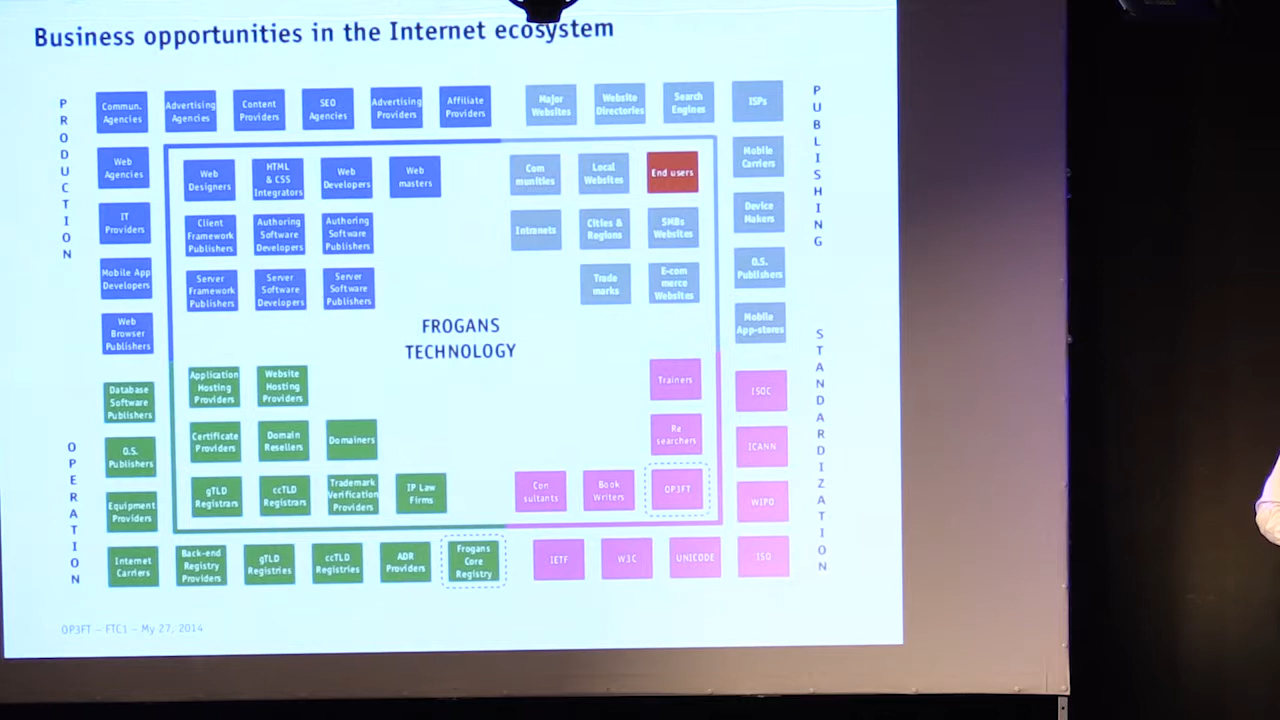 Business opportunities in the Internet ecosystem
PRODUCTION
PUBLISHING
Commun.
Agencies
Advertising
Agencies
Content
Providers
SEO
Agencies
Advertising
Providers
Affiliate
Providers
Major
Websites
Website
Directories
Search
Engines
ISPs
Web
Agencies
Web
Designers
HTML
& CSS
Integrators
Web
Developers
Web
masters
Com
munities
Local
Websites
End users
Mobile
Carriers
IT
Providers
Client
Framework
Publishers
Authoring
Software
Developers
Authoring
Software
Publishers
Intranets
Cities &
Regions
SMBs
Websites
Device
Makers
Mobile App
Developers
Server
Framework
Publishers
Server
Software
Developers
Server
Software
Publishers
Trade
marks
E-com
merce
Websites
O.S.
Publishers
Web
Browser
Publishers
Mobile
App-stores
FROGANS
TECHNOLOGY
OPERATION
STANDARDIZATION
Database
Software
Publishers
Application
Hosting
Providers
Website
Hosting
Providers
Trainers
ISOC
O.S.
Publishers
Certificate
Providers
Domain
Resellers
Domainers
Re
searchers
ICANN
Equipment
Providers
gTLD
Registrars
ccTLD
Registrars
Trademark
Verification
Providers
IP Law
Firms
Con
sultants
Book
Writers
OP3FT
WIPO
Internet
Carriers
Back-end
Registry
Providers
gTLD
Registries
ccTLD
Registries
ADR
Providers
Frogans
Core
Registry
IETF
W3C
UNICODE
ISO
OP3FT – FTC1 – My 27, 2014